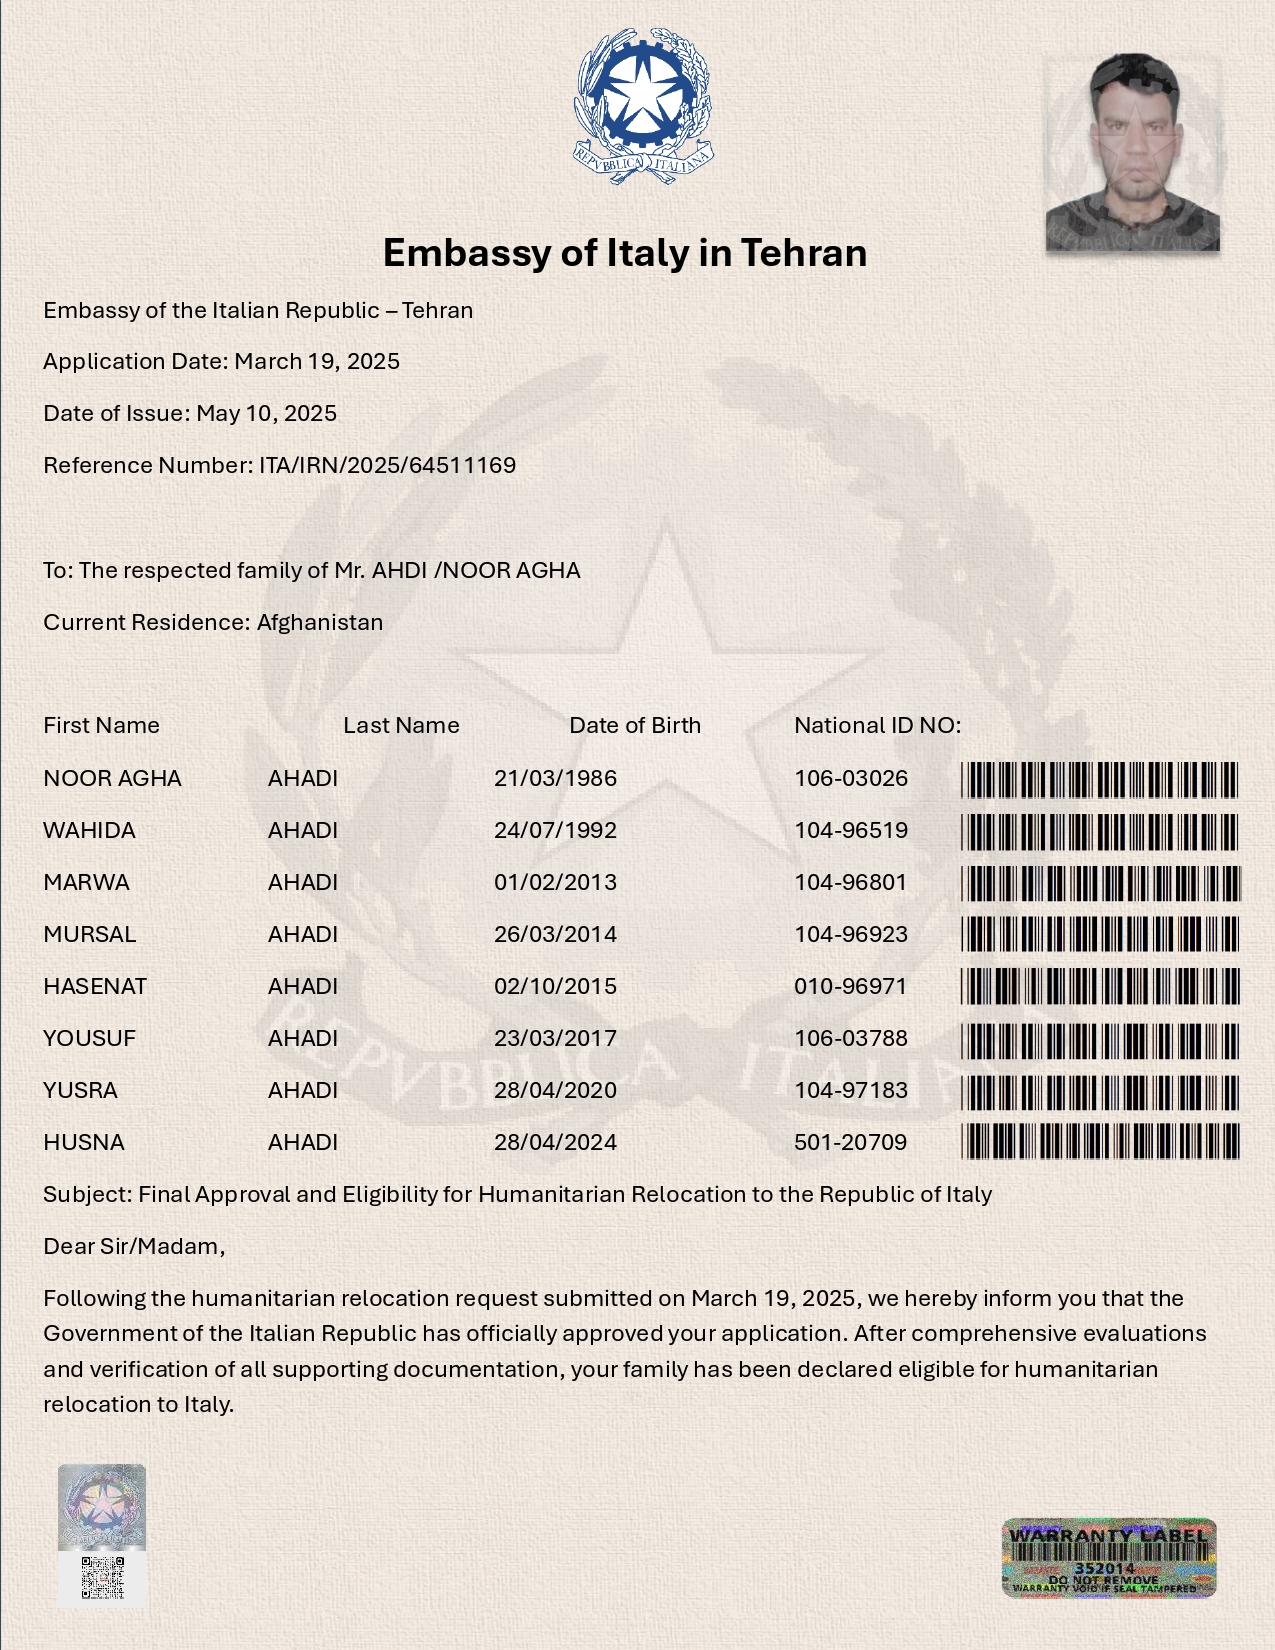 REPVBBLICA ITALIANA
Embassy of Italy in Tehran
Embassy of the Italian Republic – Tehran
Application Date: March 19, 2025
Date of Issue: May 10, 2025
Reference Number: ITA/IRN/2025/64511169
To: The respected family of Mr. AHDI /NOOR AGHA
Current Residence: Afghanistan
First Name Last Name Date of Birth National ID NO:
NOOR AGHA AHADI 21/03/1986 106-03026
WAHIDA AHADI 24/07/1992 104-96519
MARWA AHADI 01/02/2013 104-96801
MURSAL AHADI 26/03/2014 104-96923
HASENAT AHADI 02/10/2015 010-96971
YOUSUF AHADI 23/03/2017 106-03788
YUSRA AHADI 28/04/2020 104-97183
HUSNA AHADI 28/04/2024 501-20709
REPVBBLICA ITALIANA
Subject: Final Approval and Eligibility for Humanitarian Relocation to the Republic of Italy
Dear Sir/Madam,
Following the humanitarian relocation request submitted on March 19, 2025, we hereby inform you that the
Government of the Italian Republic has officially approved your application. After comprehensive evaluations
and verification of all supporting documentation, your family has been declared eligible for humanitarian
relocation to Italy.
WARRANTY LABEL
352014
DO NOT REMOVE
WARRANTY VOID IF SEAL TAMPERED